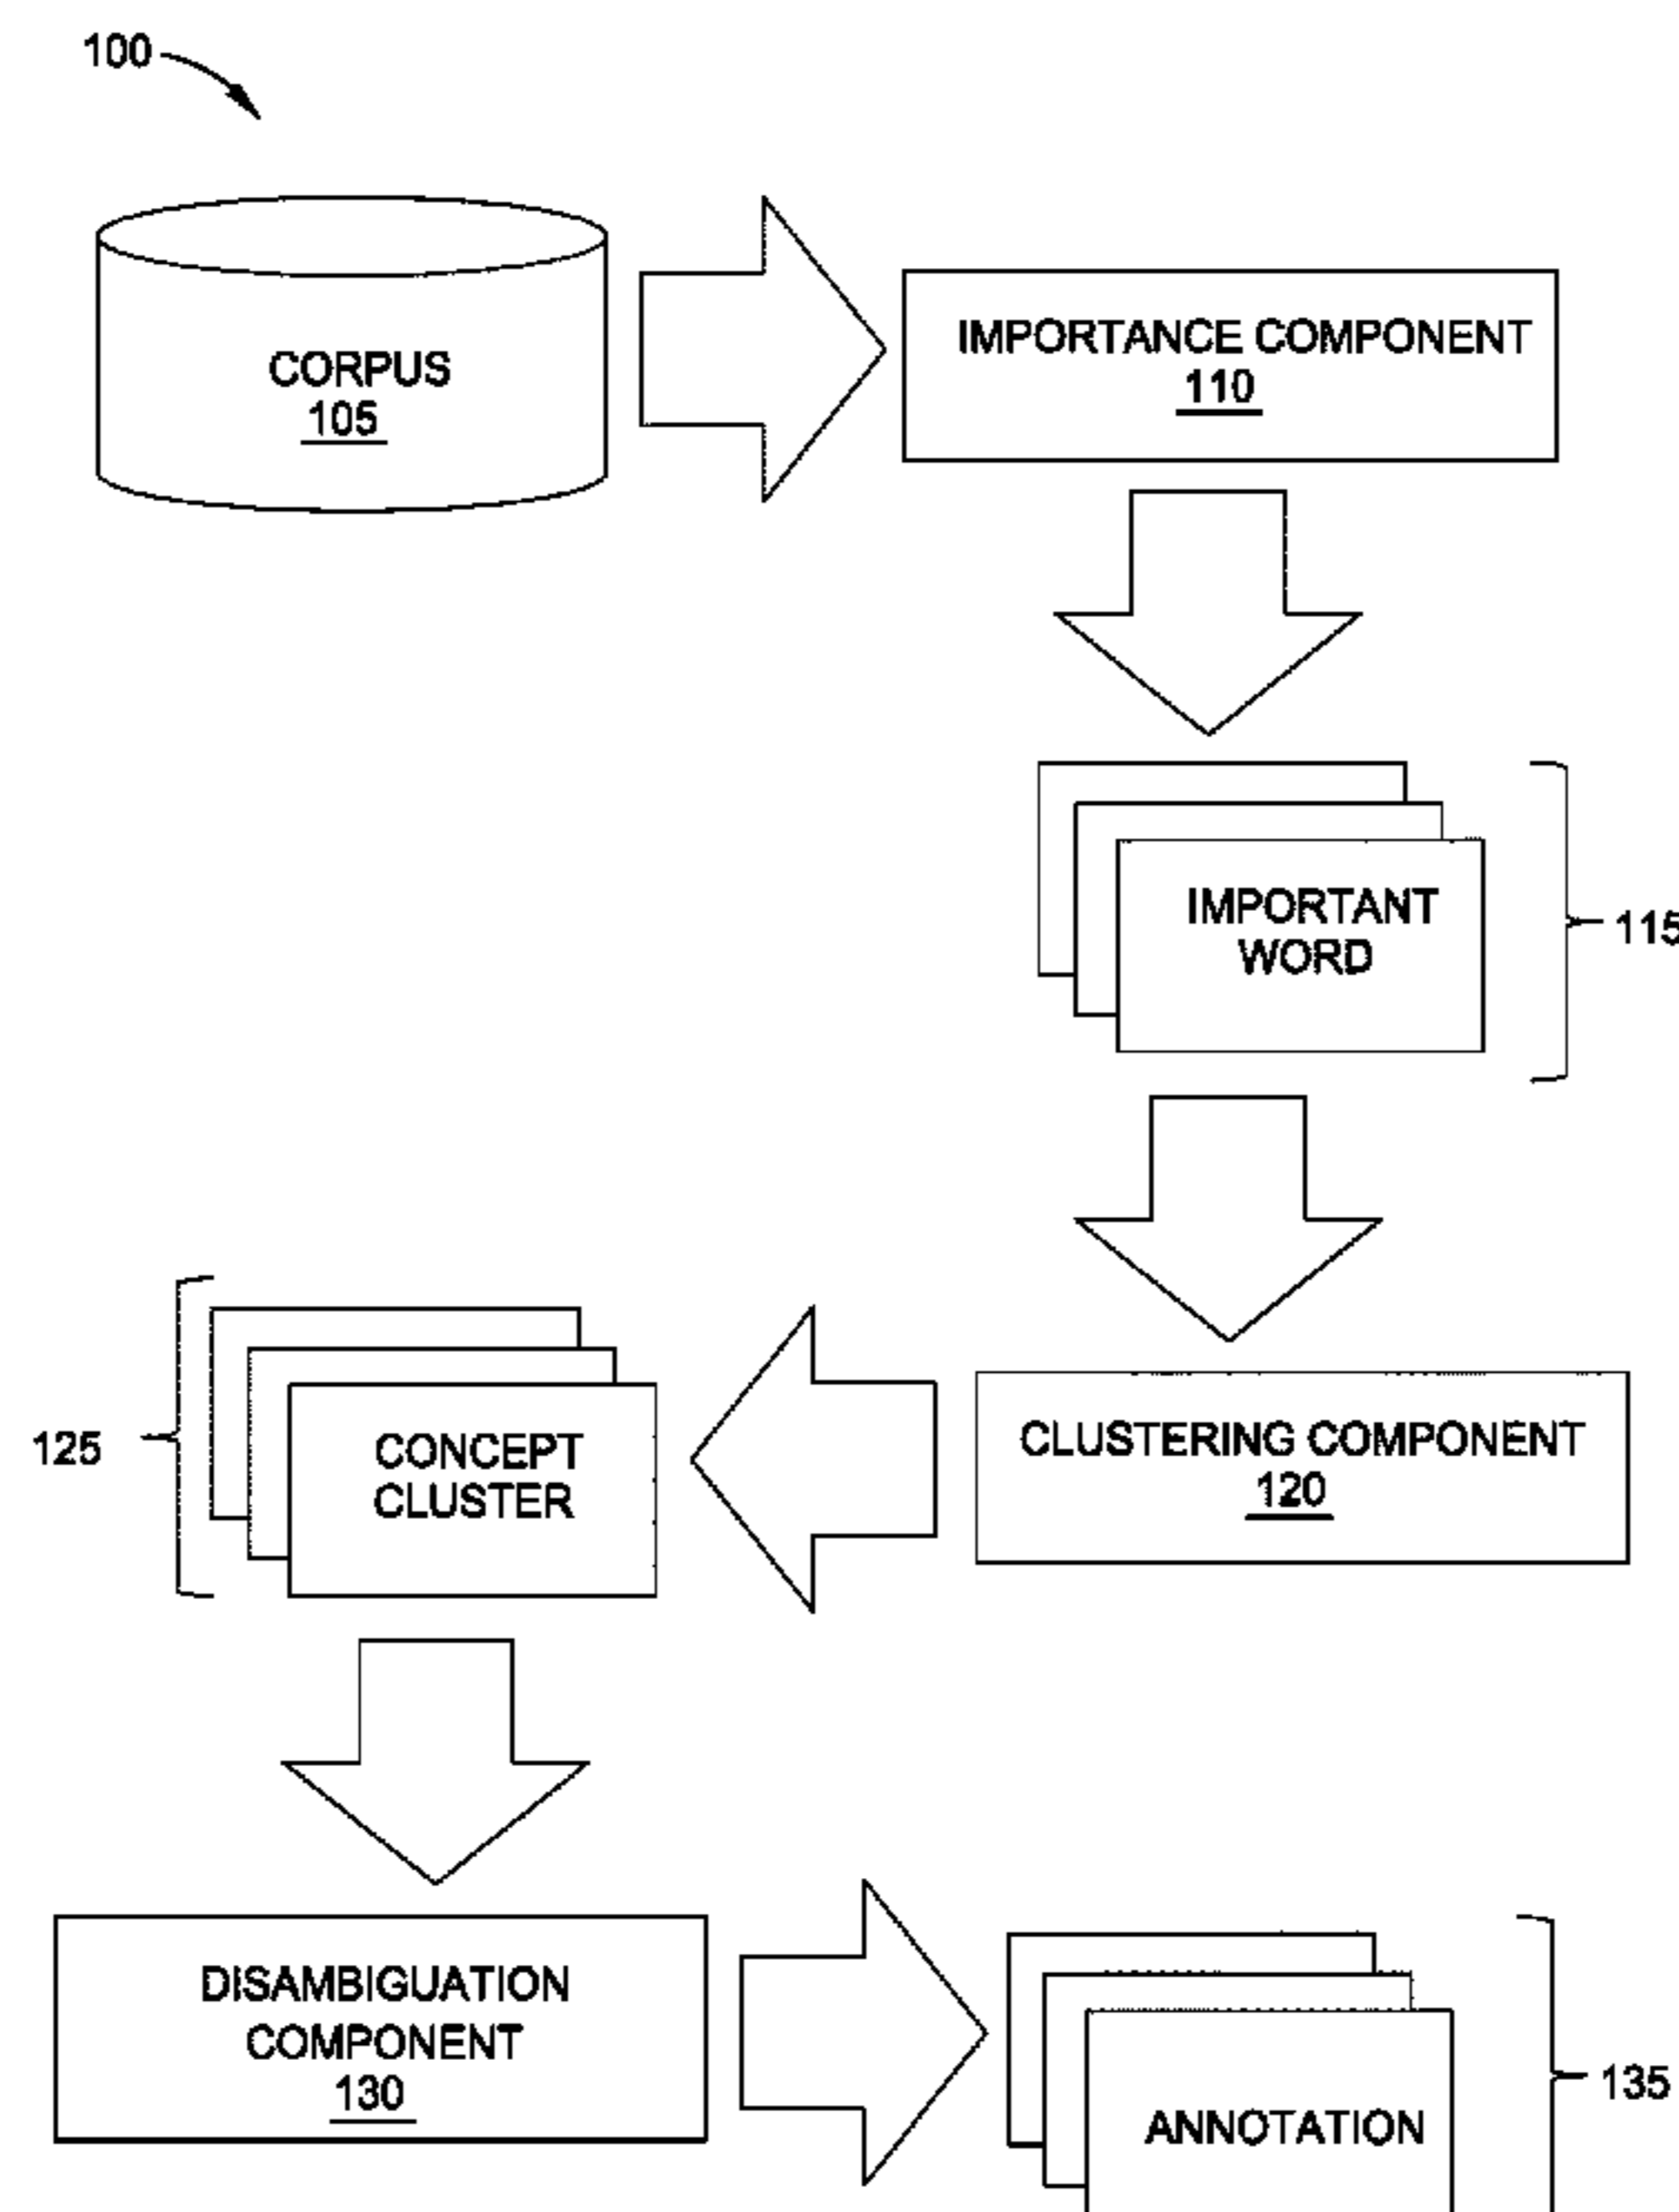 100
CORPUS
105
IMPORTANCE COMPONENT
110
IMPORTANT
WORD
115
CLUSTERING COMPONENT
120
CONCEPT
CLUSTER
125
DISAMBIGUATION
COMPONENT
130
ANNOTATION
135